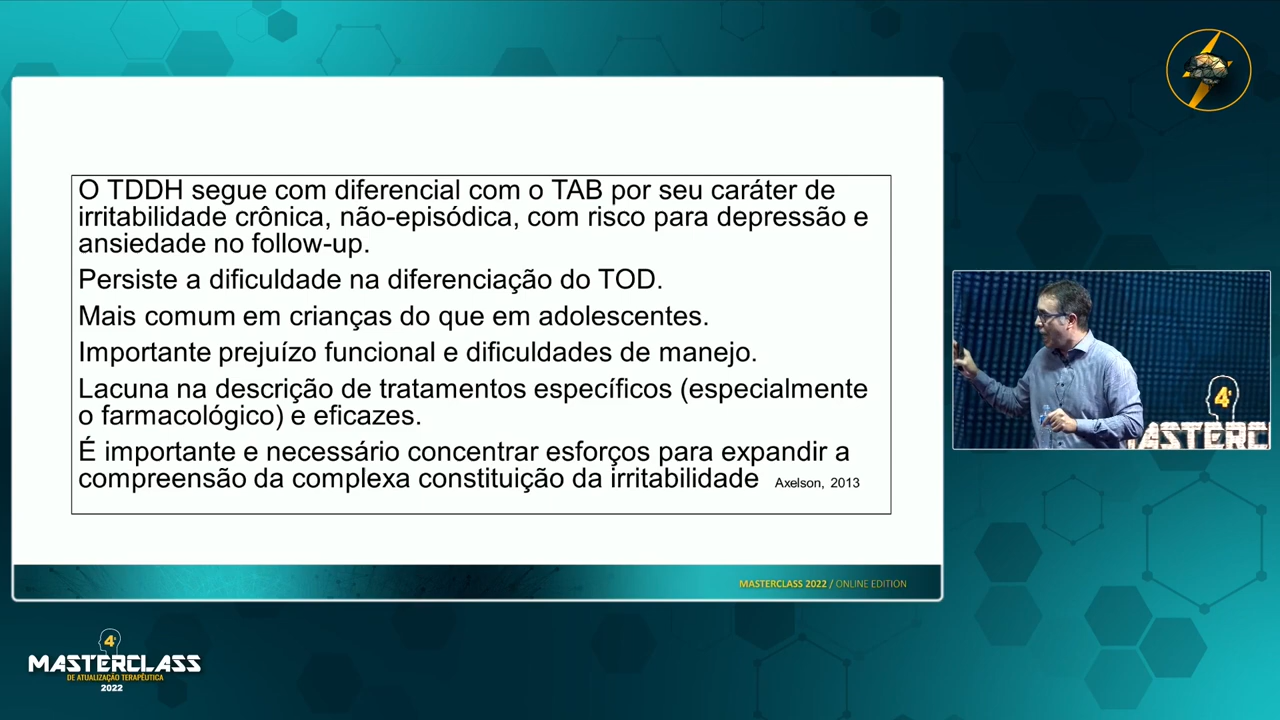 O TDDH segue com diferencial com o TAB por seu caráter de
irritabilidade crônica, não-episódica, com risco para depressão e
ansiedade no follow-up.
Persiste a dificuldade na diferenciação do TOD.
Mais comum em crianças do que em adolescentes.
Importante prejuízo funcional e dificuldades de manejo.
Lacuna na descrição de tratamentos específicos (especialmente
o farmacológico) e eficazes.
É importante e necessário concentrar esforços para expandir a
compreensão da complexa constituição da irritabilidade Axelson, 2013
MASTERCLASS 2022 / ONLINE EDITION
4ª
MASTERCLASS
DE ATUALIZAÇÃO TERAPÊUTICA
2022
4ª
MASTERC